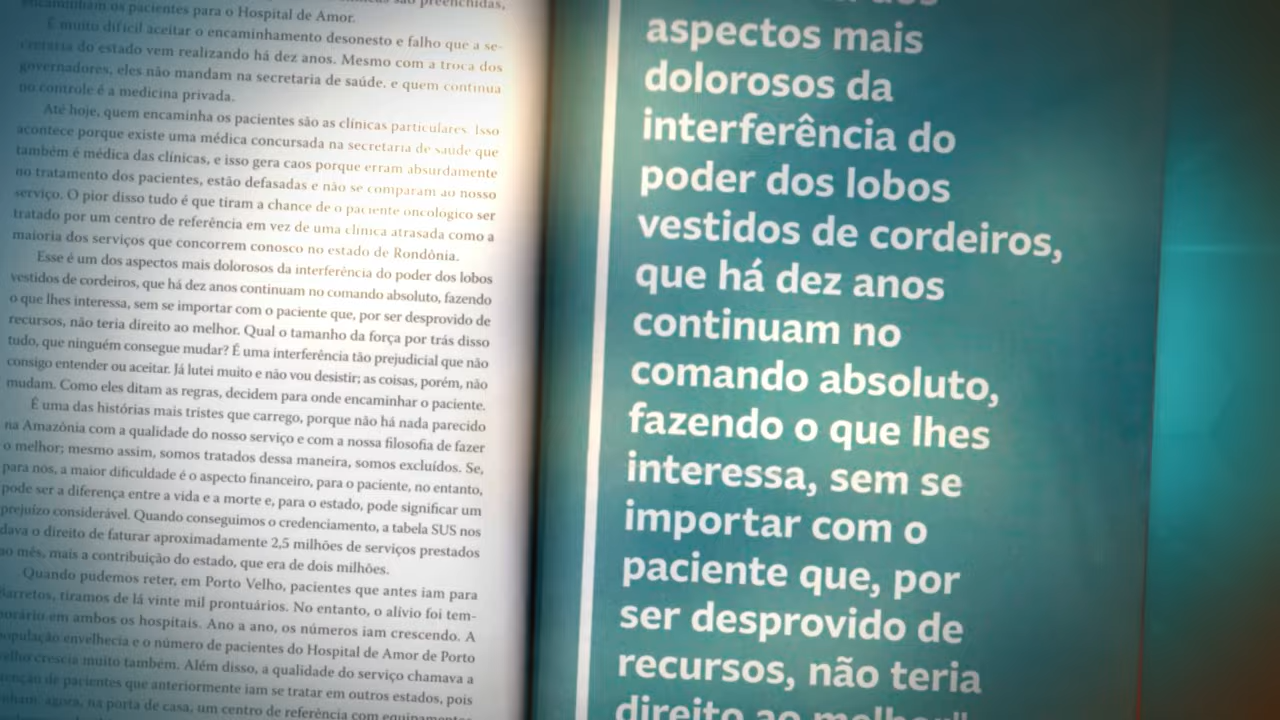 encaminham os pacientes para o Hospital de Amor.
É muito difícil aceitar o encaminhamento desonesto e falho que a se-
cretaria do estado vem realizando há dez anos. Mesmo com a troca dos
governadores, eles não mandam na secretaria de saúde, e quem continua
no controle é a medicina privada.
Até hoje, quem encaminha os pacientes são as clínicas particulares. Isso
acontece porque existe uma médica concursada na secretaria de saúde que
também é médica das clínicas, e isso gera caos porque erram absurdamente
no tratamento dos pacientes, estão defasadas e não se comparam ao nosso
serviço. O pior disso tudo é que tiram a chance de o paciente oncológico ser
tratado por um centro de referência em vez de uma clínica atrasada como a
maioria dos serviços que concorrem conosco no estado de Rondônia.
Esse é um dos aspectos mais dolorosos da interferência do poder dos lobos
vestidos de cordeiros, que há dez anos continuam no comando absoluto, fazendo
o que lhes interessa, sem se importar com o paciente que, por ser desprovido de
recursos, não teria direito ao melhor. Qual o tamanho da força por trás disso
tudo, que ninguém consegue mudar? É uma interferência tão prejudicial que não
consigo entender ou aceitar. Já lutei muito e não vou desistir; as coisas, porém, não
mudam. Como eles ditam as regras, decidem para onde encaminhar o paciente.
É uma das histórias mais tristes que carrego, porque não há nada parecido
na Amazônia com a qualidade do nosso serviço e com a nossa filosofia de fazer
o melhor; mesmo assim, somos tratados dessa maneira, somos excluídos. Se,
para nós, a maior dificuldade é o aspecto financeiro, para o paciente, no entanto,
pode ser a diferença entre a vida e a morte e, para o estado, pode significar um
prejuízo considerável. Quando conseguimos o credenciamento, a tabela SUS nos
dava o direito de faturar aproximadamente 2,5 milhões de serviços prestados
ao mês, mais a contribuição do estado, que era de dois milhões.
Quando pudemos reter, em Porto Velho, pacientes que antes iam para
Barretos, tiramos de lá vinte mil prontuários. No entanto, o alívio foi tem-
porário em ambos os hospitais. Ano a ano, os números iam crescendo. A
população envelhecia e o número de pacientes do Hospital de Amor de Porto
Velho crescia muito também. Além disso, a qualidade do serviço chamava a
atenção de pacientes que anteriormente iam se tratar em outros estados, pois
tinham, agora, na porta de casa, um centro de referência com equipamentos
aspectos mais
dolorosos da
interferência do
poder dos lobos
vestidos de cordeiros,
que há dez anos
continuam no
comando absoluto,
fazendo o que lhes
interessa, sem se
importar com o
paciente que, por
ser desprovido de
recursos, não teria
direito ao melhor"